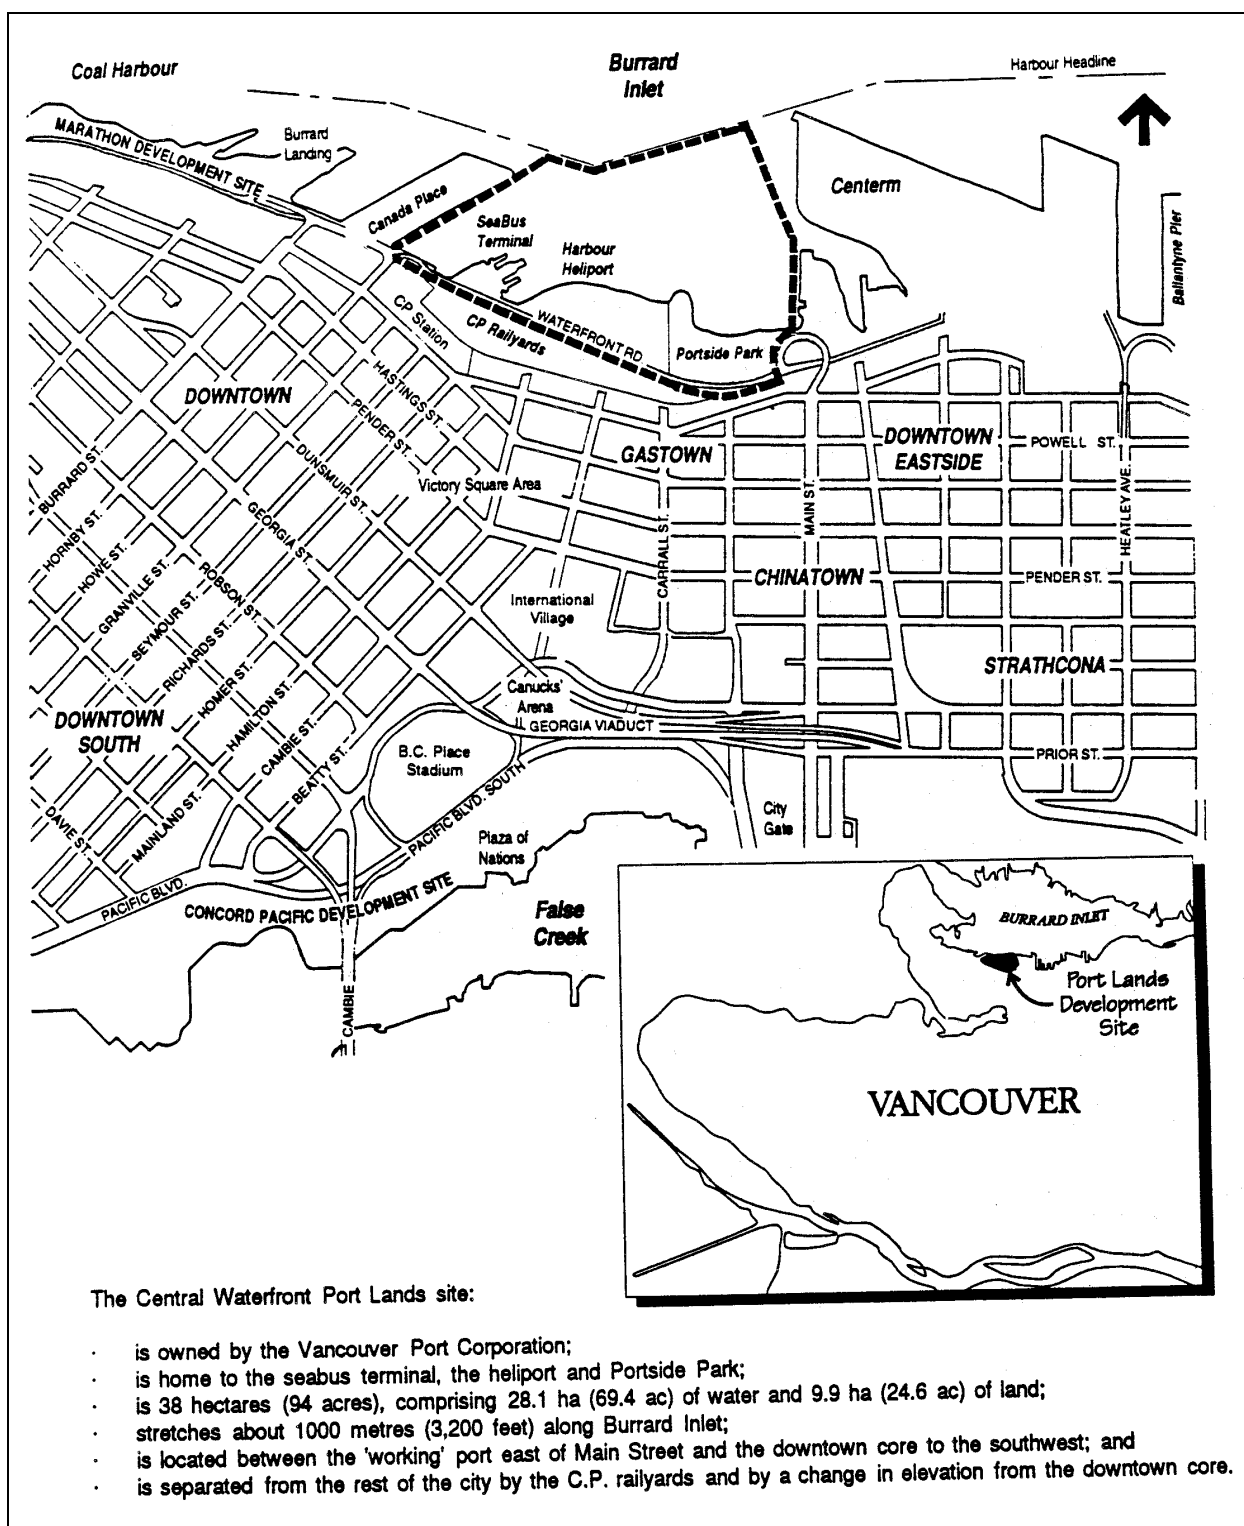 Coal Harbour
Burrard
Inlet
Harbour Headline
MARATHON DEVELOPMENT SITE
Burrard
Landing
Canada Place
SeaBus
Terminal
Harbour
Heliport
Centerm
Ballantyne Pier
CP Station
CP Railyards
WATERFRONT RD
Portside Park
DOWNTOWN
HASTINGS ST.
PENDER ST.
DUNSMUIR ST.
GEORGIA ST.
ROBSON ST.
Victory Square Area
GASTOWN
DOWNTOWN
EASTSIDE
POWELL ST.
BURRARD ST.
HORNBY ST.
HOWE ST.
GRANVILLE ST.
SEYMOUR ST.
RICHARDS ST.
HOMER ST.
HAMILTON ST.
CAMBIE ST.
BEATTY ST.
MAINLAND ST.
DAVIE ST.
CARRALL ST.
MAIN ST.
HEATLEY AVE.
CHINATOWN
PENDER ST.
International
Village
STRATHCONA
DOWNTOWN
SOUTH
Canucks'
Arena
GEORGIA VIADUCT
B.C. Place
Stadium
PRIOR ST.
PACIFIC BLVD. SOUTH
PACIFIC BLVD.
City
Gate
Plaza of
Nations
CONCORD PACIFIC DEVELOPMENT SITE
False
Creek
CAMBIE
BURRARD INLET
Port Lands
Development
Site
VANCOUVER
The Central Waterfront Port Lands site:
· is owned by the Vancouver Port Corporation;
· is home to the seabus terminal, the heliport and Portside Park;
· is 38 hectares (94 acres), comprising 28.1 ha (69.4 ac) of water and 9.9 ha (24.6 ac) of land;
· stretches about 1000 metres (3,200 feet) along Burrard Inlet;
· is located between the 'working' port east of Main Street and the downtown core to the southwest; and
· is separated from the rest of the city by the C.P. railyards and by a change in elevation from the downtown core.